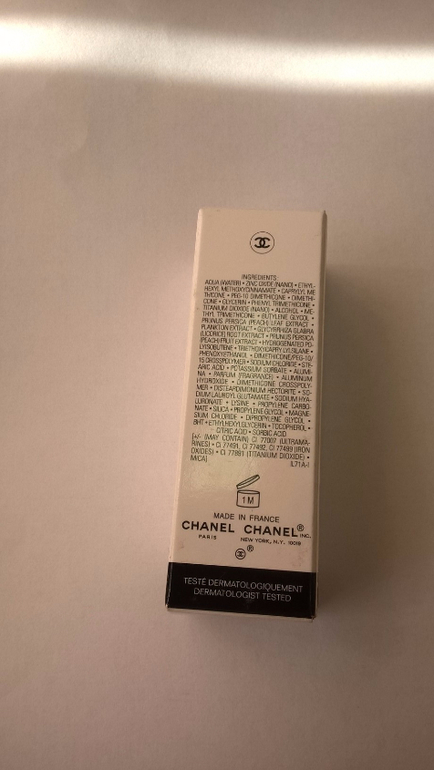 INGREDIENTS:
AQUA (WATER) • ZINC OXIDE (NANO) • ETHYL-
HEXYL METHOXYCINNAMATE • CAPRYLYL ME-
THICONE • PEG-10 DIMETHICONE • DIMETHI-
CONE • GLYCERIN • PHENYL TRIMETHICONE •
TITANIUM DIOXIDE (NANO) • ALCOHOL • ME-
THYL TRIMETHICONE • BUTYLENE GLYCOL •
PRUNUS PERSICA (PEACH) LEAF EXTRACT •
PLANKTON EXTRACT • GLYCYRRHIZA GLABRA
(LICORICE) ROOT EXTRACT • PRUNUS PERSICA
(PEACH) FRUIT EXTRACT • HYDROGENATED PO-
LYISOBUTENE • TRIETHOXYCAPRYLYLSILANE •
PHENOXYETHANOL • DIMETHICONE/PEG-10/
15 CROSSPOLYMER • SODIUM CHLORIDE • STE-
ARIC ACID • POTASSIUM SORBATE • ALUMI-
NA • PARFUM (FRAGRANCE) • ALUMINUM
HYDROXIDE • DIMETHICONE CROSSPOLY-
MER • DISTEARDIMONIUM HECTORITE • SO-
DIUM LAUROYL GLUTAMATE • SODIUM HYA-
LURONATE • LYSINE • PROPYLENE CARBO-
NATE • SILICA • PROPYLENE GLYCOL • MAGNE-
SIUM CHLORIDE • DIPROPYLENE GLYCOL •
BHT • ETHYLHEXYLGLYCERIN • TOCOPHEROL •
CITRIC ACID • SORBIC ACID
[+/- (MAY CONTAIN) CI 77007 (ULTRAMA-
RINES) • CI 77491, CI 77492, CI 77499 (IRON
OXIDES) • CI 77891 (TITANIUM DIOXIDE) •
MICA] IL71A-1
1M
MADE IN FRANCE
CHANEL CHANEL® INC.
PARIS NEW YORK, N.Y. 10019
®
TESTÉ DERMATOLOGIQUEMENT
DERMATOLOGIST TESTED